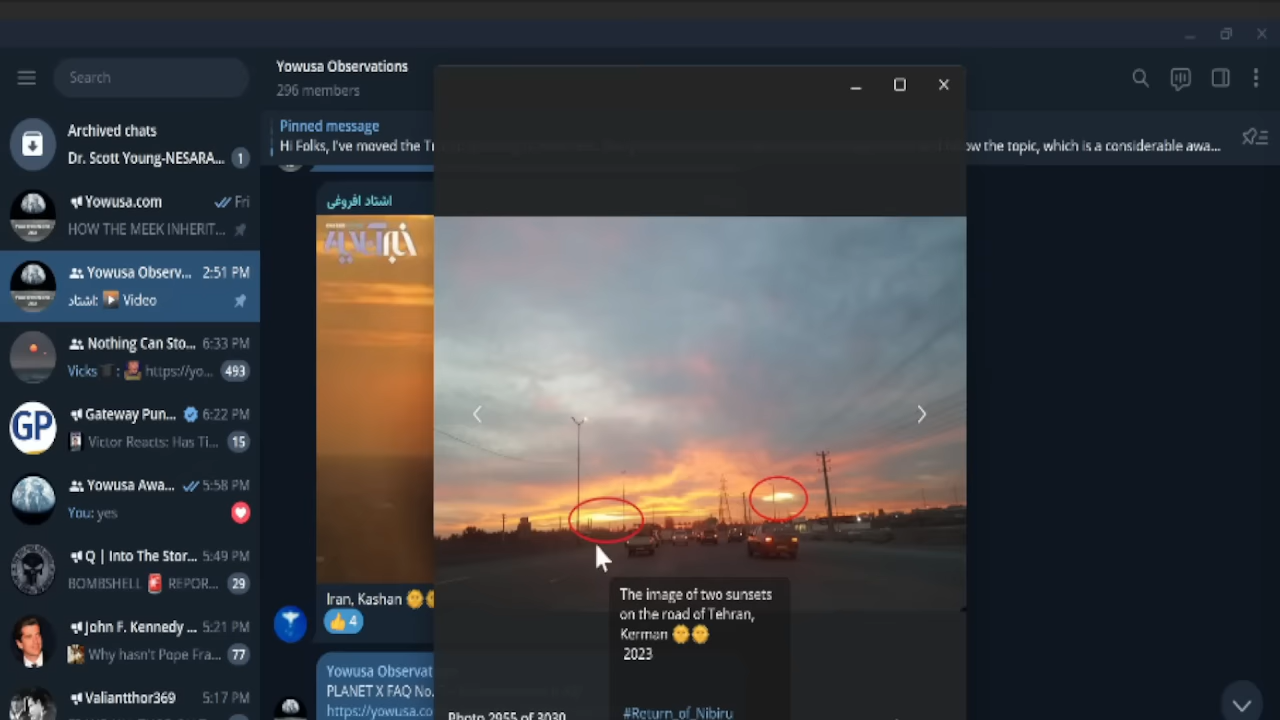 Search
Archived chats
Dr. Scott Young-NESARA... 1
Yowusa.com Fri
HOW THE MEEK INHERIT...
Yowusa Observ... 2:51 PM
اشتاد: Video
Nothing Can Sto... 6:33 PM
Vicks : https://yo... 493
GP
Gateway Pun... 6:22 PM
Victor Reacts: Has Ti... 15
Yowusa Awa... 5:58 PM
You: yes
Q | Into The Stor... 5:49 PM
BOMBSHELL REPOR... 29
John F. Kennedy ... 5:21 PM
Why hasn't Pope Fra... 77
Valiantthor369 5:17 PM
Yowusa Observations
296 members
Pinned message
Hi Folks, I've moved the
the topic, which is a considerable awa...
اشتاد افروغی
Iran, Kashan
4
Yowusa Observat
PLANET X FAQ No.
https://yowusa.co
The image of two sunsets
on the road of Tehran,
Kerman
2023
#Return_of_Nibiru
Photo 2955 of 3030